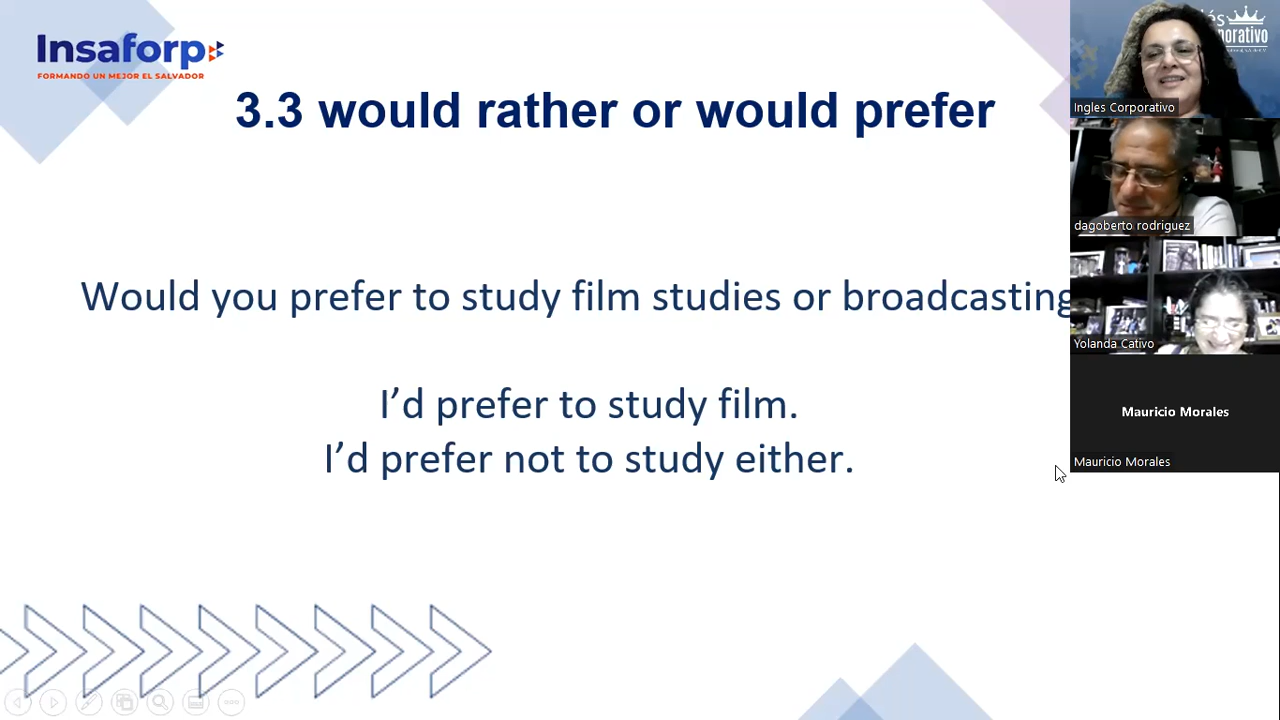 Insaforp
FORMANDO UN MEJOR EL SALVADOR
3.3 would rather or would prefer
Would you prefer to study film studies or broadcasting
I'd prefer to study film.
I'd prefer not to study either.
Ingles Corporativo
dagoberto rodriguez
Yolanda Cativo
Mauricio Morales
Mauricio Morales